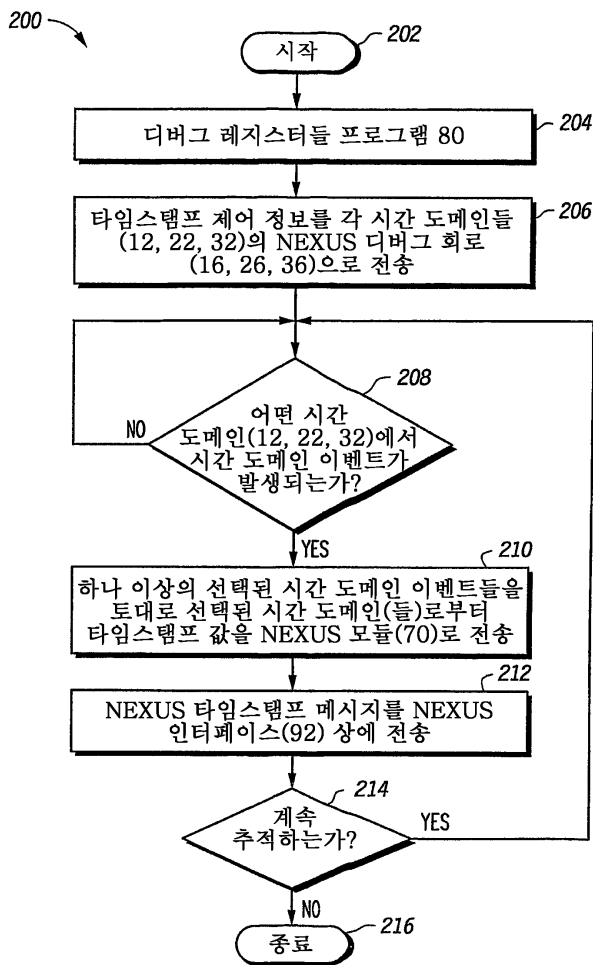 200
시작
202
디버그 레지스터들 프로그램 80
204
타임스탬프 제어 정보를 각 시간 도메인들
(12, 22, 32)의 NEXUS 디버그 회로
(16, 26, 36)으로 전송
206
208
어떤 시간
도메인(12, 22, 32)에서
시간 도메인 이벤트가
발생되는가?
NO
YES
210
하나 이상의 선택된 시간 도메인 이벤트들을
토대로 선택된 시간 도메인(들)로부터
타임스탬프 값을 NEXUS 모듈(70)로 전송
212
NEXUS 타임스탬프 메시지를 NEXUS
인터페이스(92) 상에 전송
214
계속
추적하는가?
YES
NO
216
종료